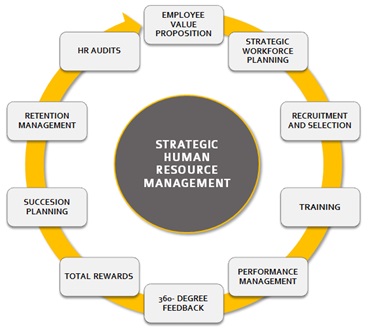 EMPLOYEE
VALUE
PROPOSITION
STRATEGIC
WORKFORCE
PLANNING
RECRUITMENT
AND SELECTION
TRAINING
PERFORMANCE
MANAGEMENT
360- DEGREE
FEEDBACK
TOTAL REWARDS
SUCCESION
PLANNING
RETENTION
MANAGEMENT
HR AUDITS
STRATEGIC
HUMAN
RESOURCE
MANAGEMENT